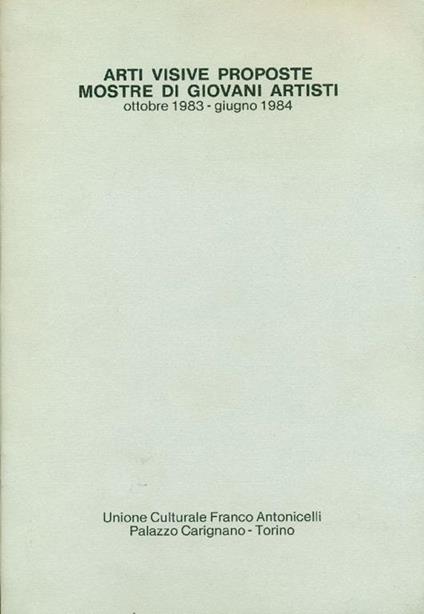 ARTI VISIVE PROPOSTE
MOSTRE DI GIOVANI ARTISTI
ottobre 1983 - giugno 1984
Unione Culturale Franco Antonicelli
Palazzo Carignano - Torino